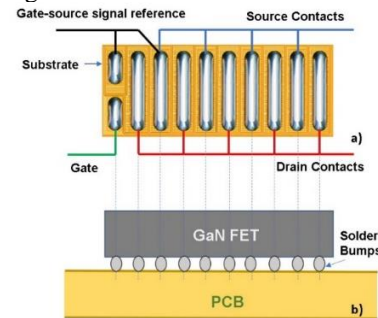 Gate-source signal reference
Source Contacts
Substrate
a)
Gate
Drain Contacts
GaN FET
Solder
Bumps
PCB
b)